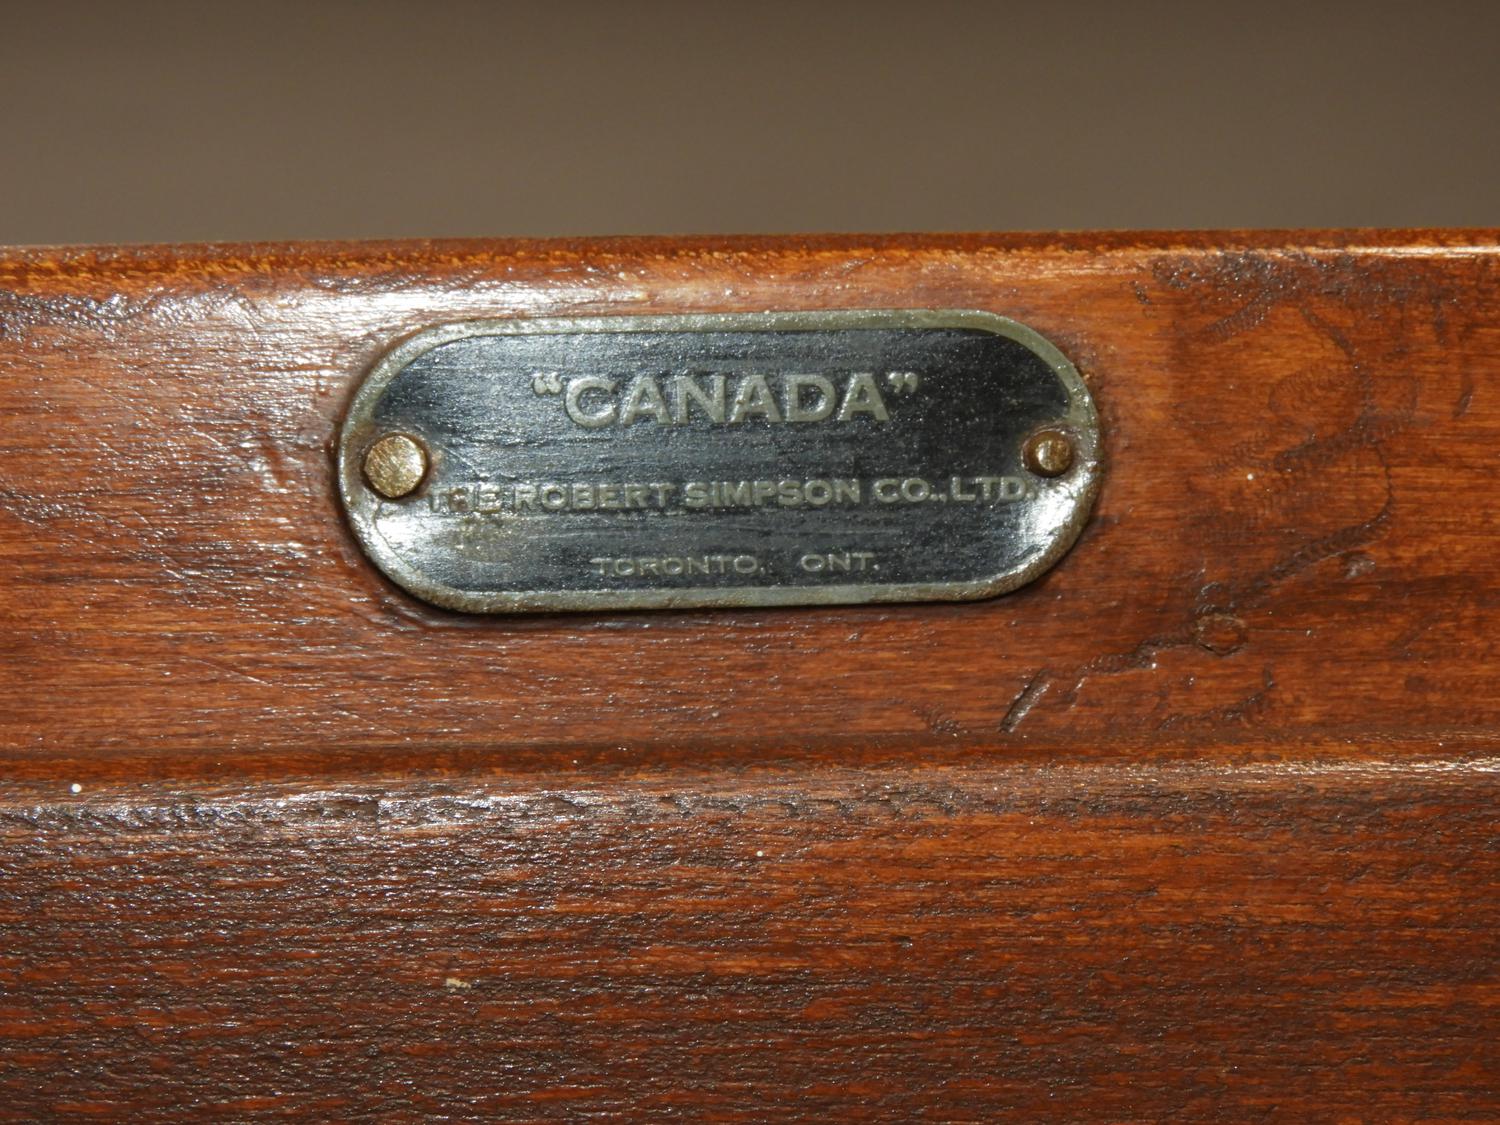 “CANADA”
THE ROBERT SIMPSON CO., LTD.
TORONTO, ONT.